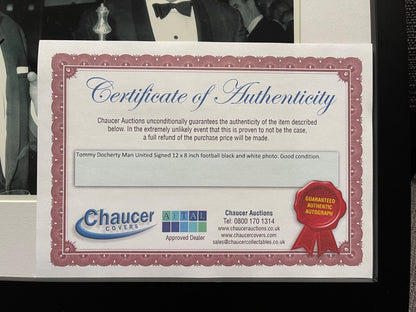 Certificate of Authenticity
Chaucer Auctions unconditionally guarantees the authenticity of the item described
below. In the extremely unlikely event that this is proven to not be the case,
a full refund of the purchase price will be made.
Tommy Docherty Man United Signed 12 x 8 inch football black and white photo. Good condition.
Chaucer
COVERS
AFTAL
Approved Dealer
Chaucer Auctions
Tel: 0800 170 1314
www.chaucerauctions.co.uk
www.chaucercovers.com
sales@chaucercollectables.co.uk
GUARANTEED
AUTHENTIC
AUTOGRAPH